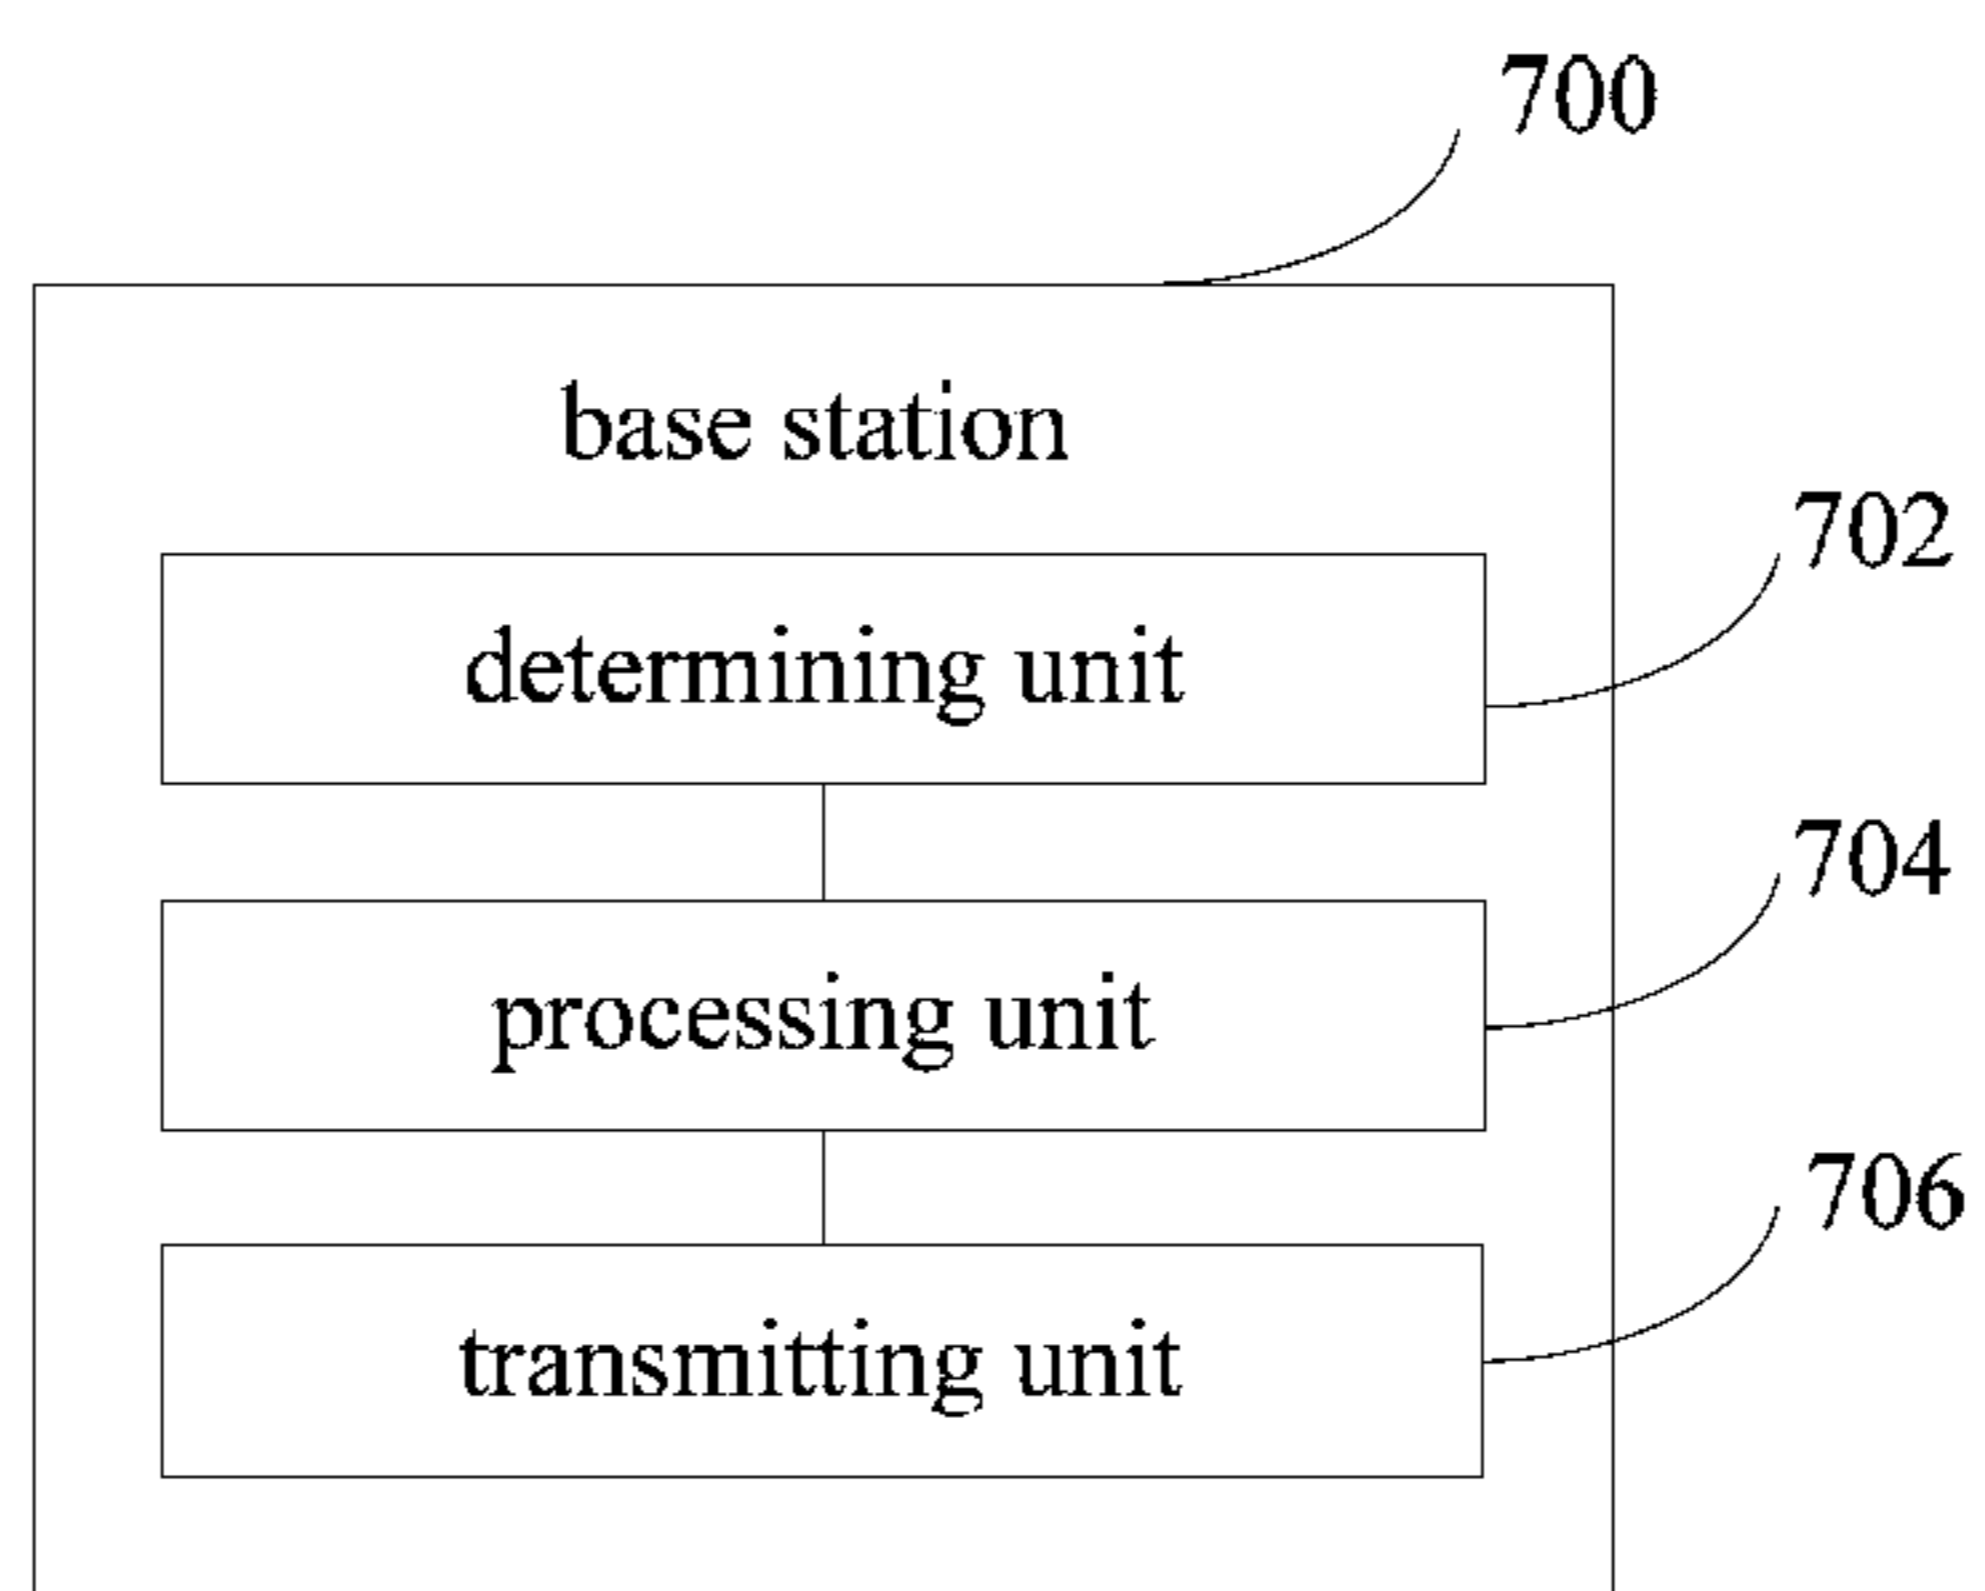 700
base station
702
determining unit
704
processing unit
706
transmitting unit